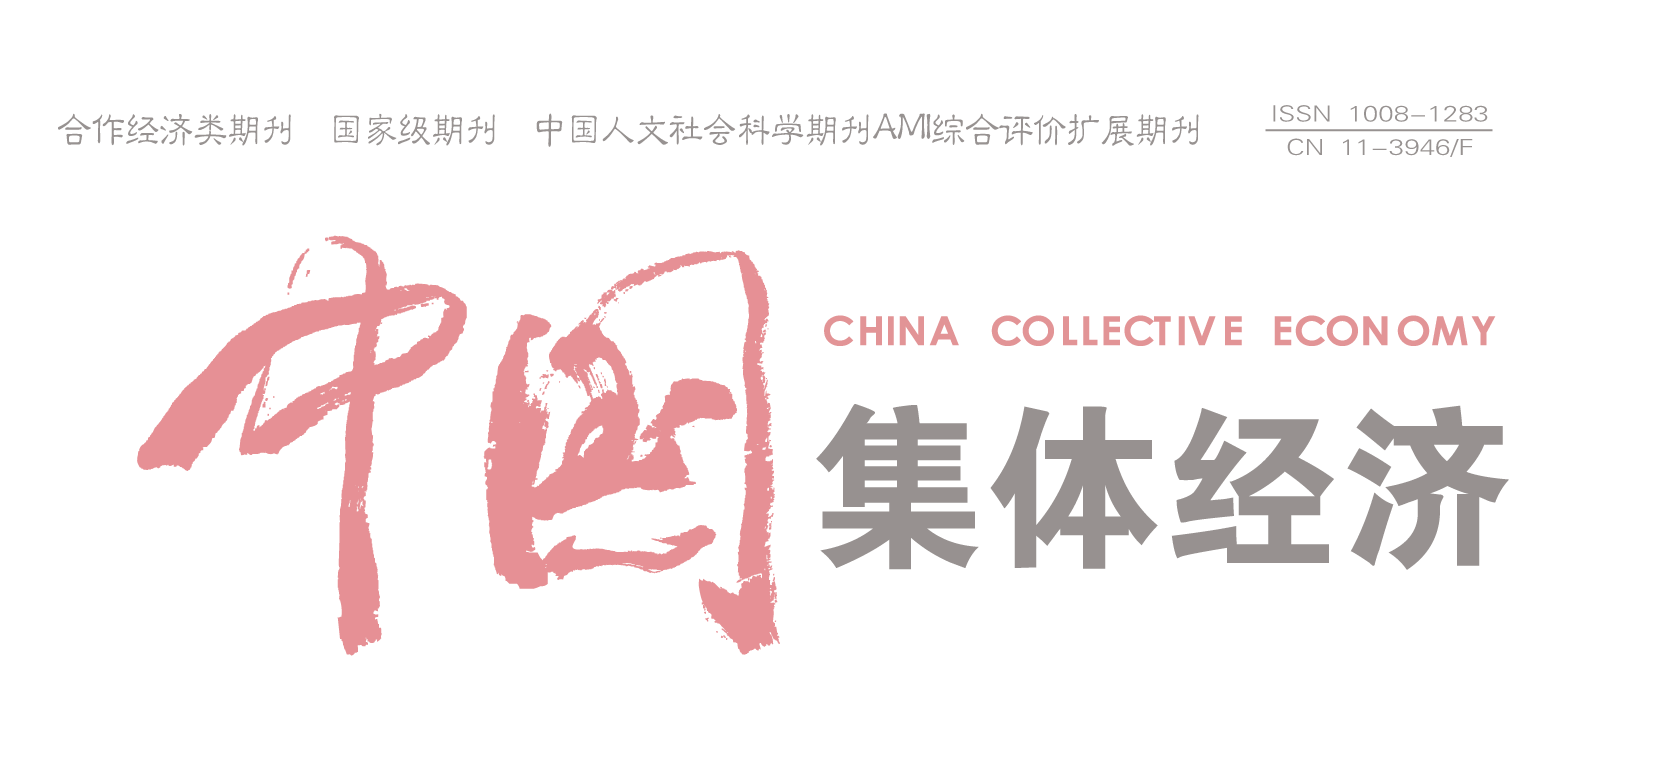 合作经济类期刊 国家级期刊 中国人文社会科学期刊AMI综合评价扩展期刊
ISSN 1008-1283
CN 11-3946/F
中国
CHINA COLLECTIVE ECONOMY
集体经济